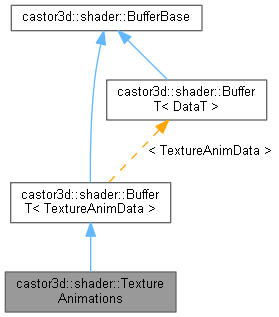 castor3d::shader::BufferBase
castor3d::shader::Buffer
T< DataT >
< TextureAnimData >
castor3d::shader::Buffer
T< TextureAnimData >
castor3d::shader::Texture
Animations